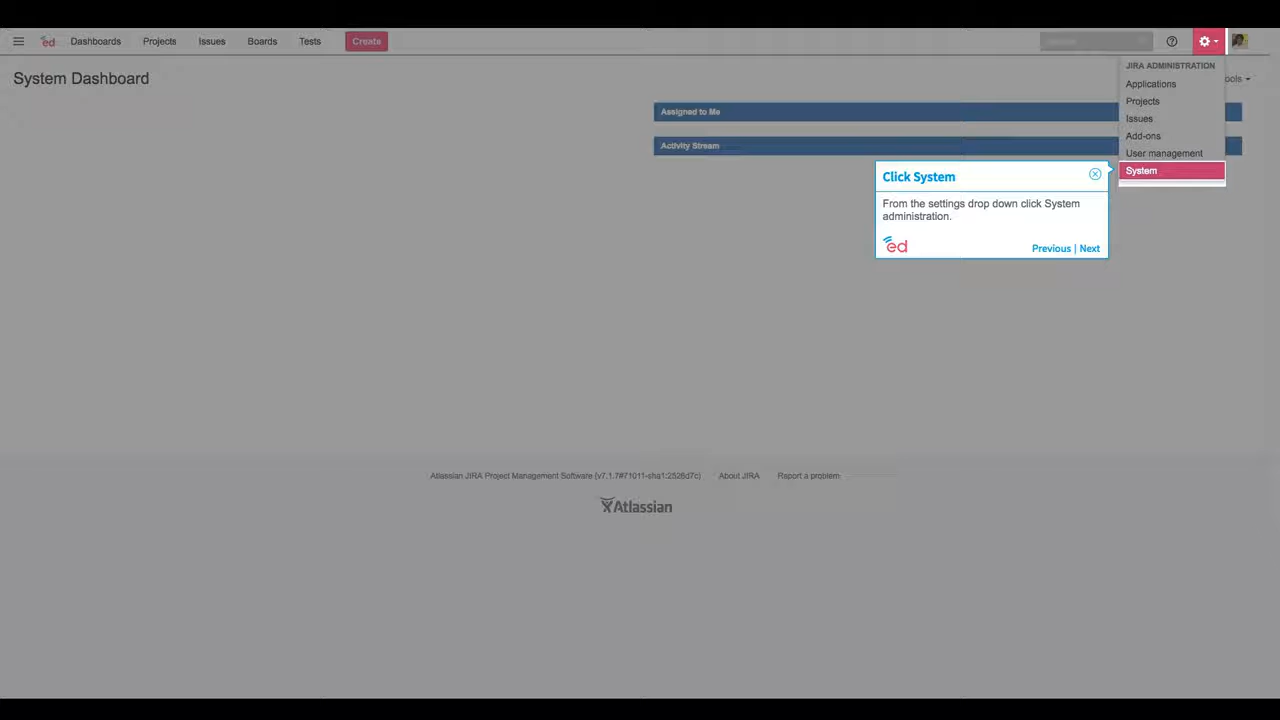 ed Dashboards Projects Issues Boards Tests Create
System Dashboard
ools
JIRA ADMINISTRATION
Applications
Projects
Issues
Add-ons
User management
System
Assigned to Me
Activity Stream
Click System
From the settings drop down click System
administration.
ed
Previous | Next
Atlassian JIRA Project Management Software (v7.1.7#71011-sha1:2526d7c) About JIRA Report a problem
Atlassian